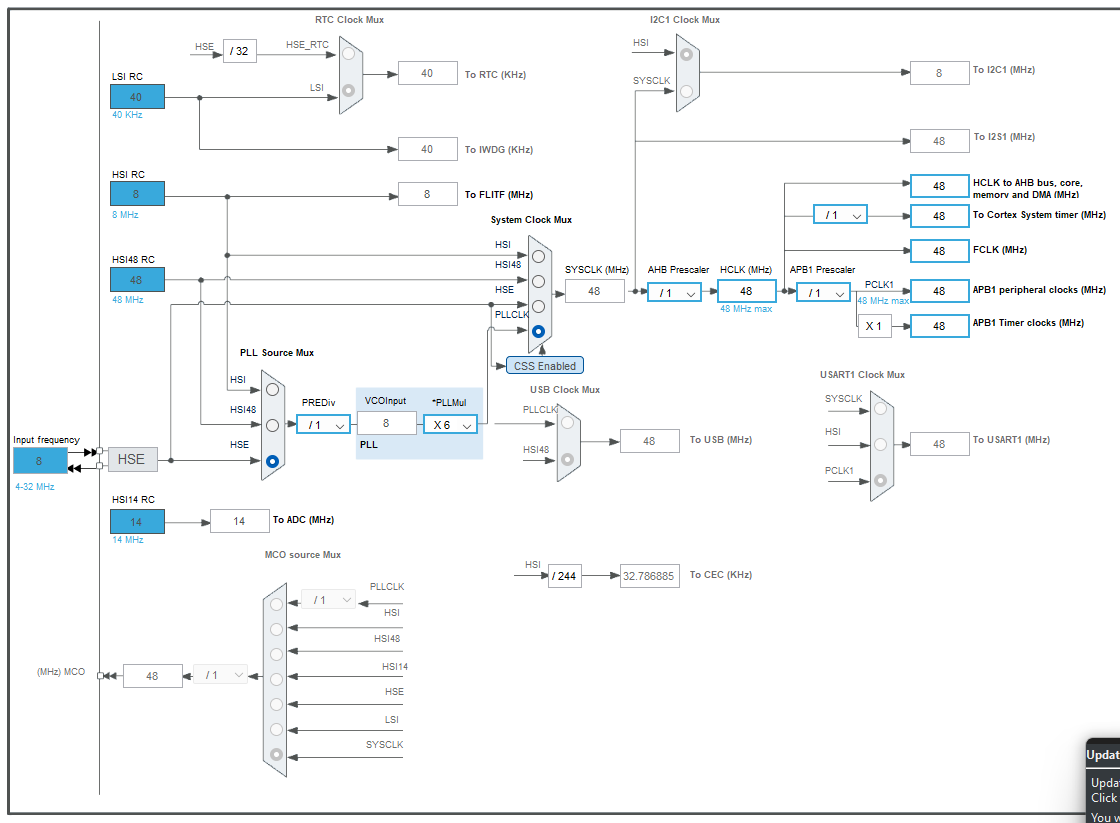 RTC Clock Mux
I2C1 Clock Mux
HSE
/ 32
HSE_RTC
HSI
LSI RC
40
To RTC (KHz)
8
To I2C1 (MHz)
SYSCLK
LSI
40
40 KHz
48
To I2S1 (MHz)
40
To IWDG (KHz)
HSI RC
8
8 MHz
8
To FLITF (MHz)
48
HCLK to AHB bus, core,
memory and DMA (MHz)
/ 1
48
To Cortex System timer (MHz)
System Clock Mux
HSI
48
FCLK (MHz)
HSI48 RC
48
48 MHz
HSI48
HSE
PLLCLK
SYSCLK (MHz)
48
AHB Prescaler
/ 1
HCLK (MHz)
48
48 MHz max
APB1 Prescaler
/ 1
PCLK1
48 MHz max
48
APB1 peripheral clocks (MHz)
X 1
48
APB1 Timer clocks (MHz)
CSS Enabled
PLL Source Mux
HSI
HSI48
HSE
PREDiv
/ 1
VCOInput
8
PLL
*PLLMul
X 6
USB Clock Mux
PLLCLK
HSI48
48
To USB (MHz)
USART1 Clock Mux
SYSCLK
HSI
PCLK1
48
To USART1 (MHz)
Input frequency
8
4-32 MHz
HSE
HSI14 RC
14
14 MHz
14
To ADC (MHz)
MCO source Mux
HSI
/ 244
32.786885
To CEC (KHz)
PLLCLK
/ 1
HSI
HSI48
HSI14
HSE
LSI
SYSCLK
(MHz) MCO
48
/ 1
Updat
Updat
Click
You w